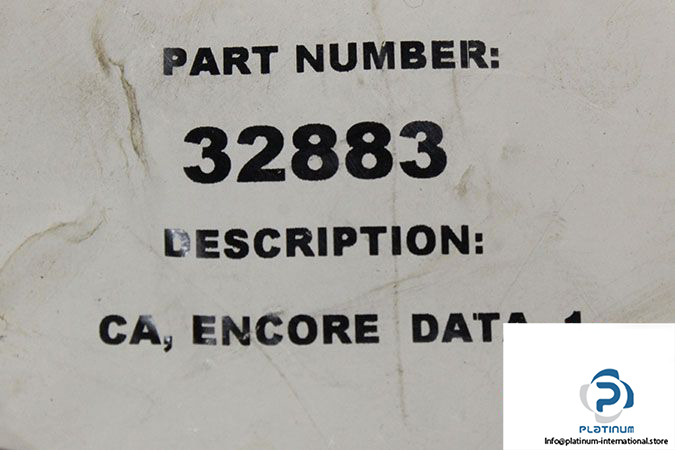 PART NUMBER:
32883
DESCRIPTION:
CA, ENCORE DATA 1
PLATINUM
Info@platinum-international.store